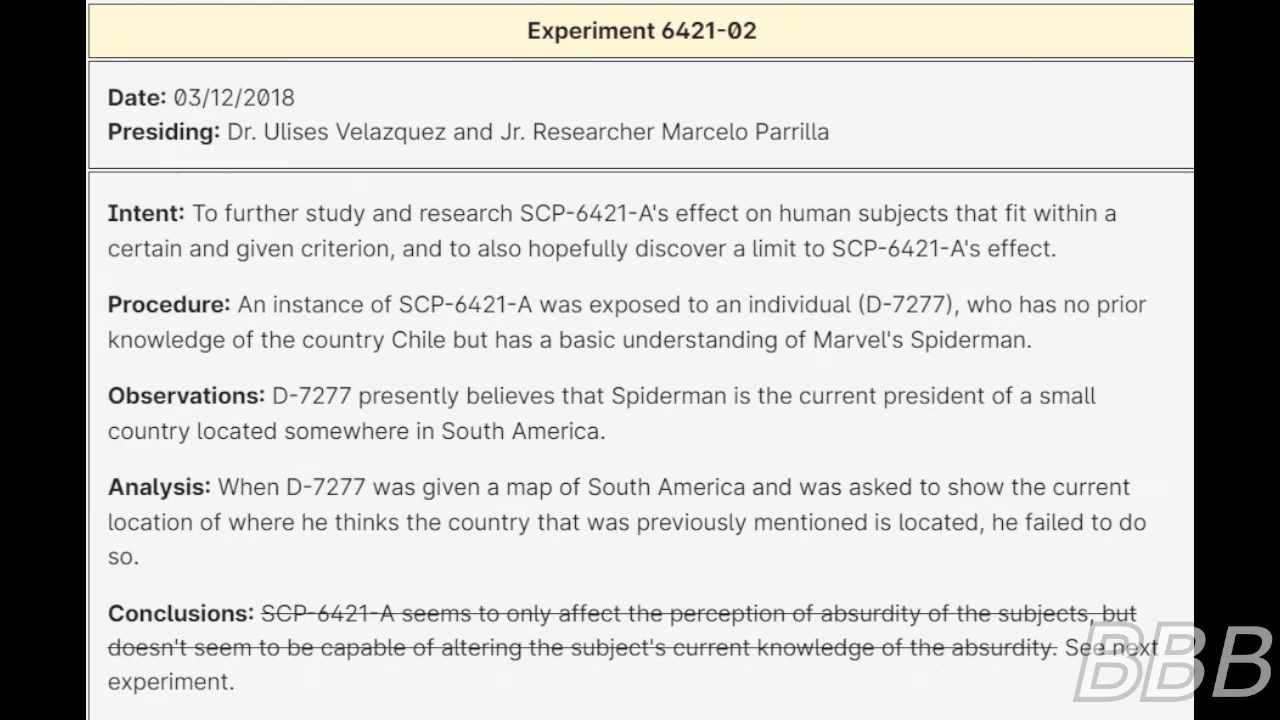 Experiment 6421-02
Date: 03/12/2018
Presiding: Dr. Ulises Velazquez and Jr. Researcher Marcelo Parrilla
Intent: To further study and research SCP-6421-A's effect on human subjects that fit within a
certain and given criterion, and to also hopefully discover a limit to SCP-6421-A's effect.
Procedure: An instance of SCP-6421-A was exposed to an individual (D-7277), who has no prior
knowledge of the country Chile but has a basic understanding of Marvel's Spiderman.
Observations: D-7277 presently believes that Spiderman is the current president of a small
country located somewhere in South America.
Analysis: When D-7277 was given a map of South America and was asked to show the current
location of where he thinks the country that was previously mentioned is located, he failed to do
so.
Conclusions: SCP-6421-A seems to only affect the perception of absurdity of the subjects, but
doesn't seem to be capable of altering the subject's current knowledge of the absurdity. See next
experiment.
BBB